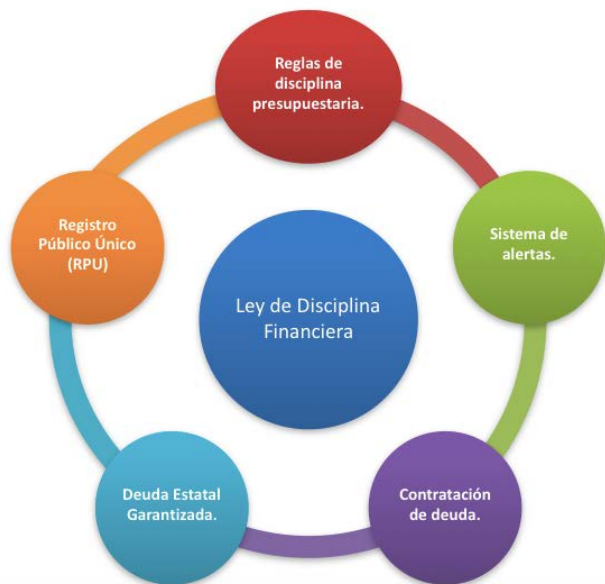 Reglas de
disciplina
presupuestaria.
Sistema de
alertas.
Contratación
de deuda.
Deuda Estatal
Garantizada.
Registro
Público Único
(RPU)
Ley de Disciplina
Financiera